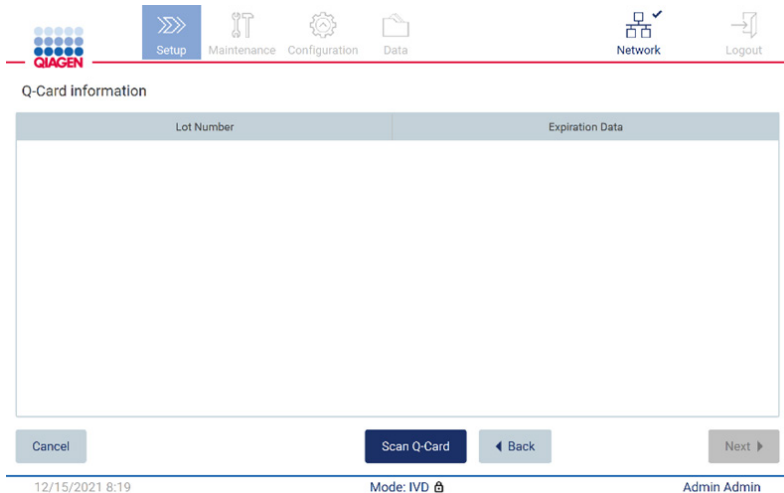 QIAGEN
Setup
Maintenance
Configuration
Data
Network
Logout
Q-Card information
Lot Number
Expiration Data
Cancel
Scan Q-Card
Back
Next
12/15/2021 8:19
Mode: IVD
Admin Admin